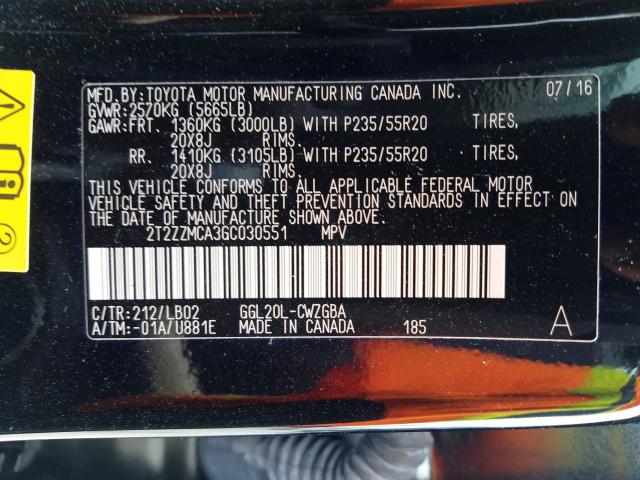 MFD.BY:TOYOTA MOTOR MANUFACTURING CANADA INC. 07/16
GVWR:2570KG (5665LB)
GAWR:FRT. 1360KG (3000LB) WITH P235/55R20 TIRES,
20X8J RIMS.
RR. 1410KG (3105LB) WITH P235/55R20 TIRES,
20X8J RIMS.
THIS VEHICLE CONFORMS TO ALL APPLICABLE FEDERAL MOTOR
VEHICLE SAFETY AND THEFT PREVENTION STANDARDS IN EFFECT ON
THE DATE OF MANUFACTURE SHOWN ABOVE.
2T2ZZMCA3GC030551 MPV
C/TR:212/LB02 GGL20L-CWZGBA
A/TM:-01A/U881E MADE IN CANADA 185 A
2